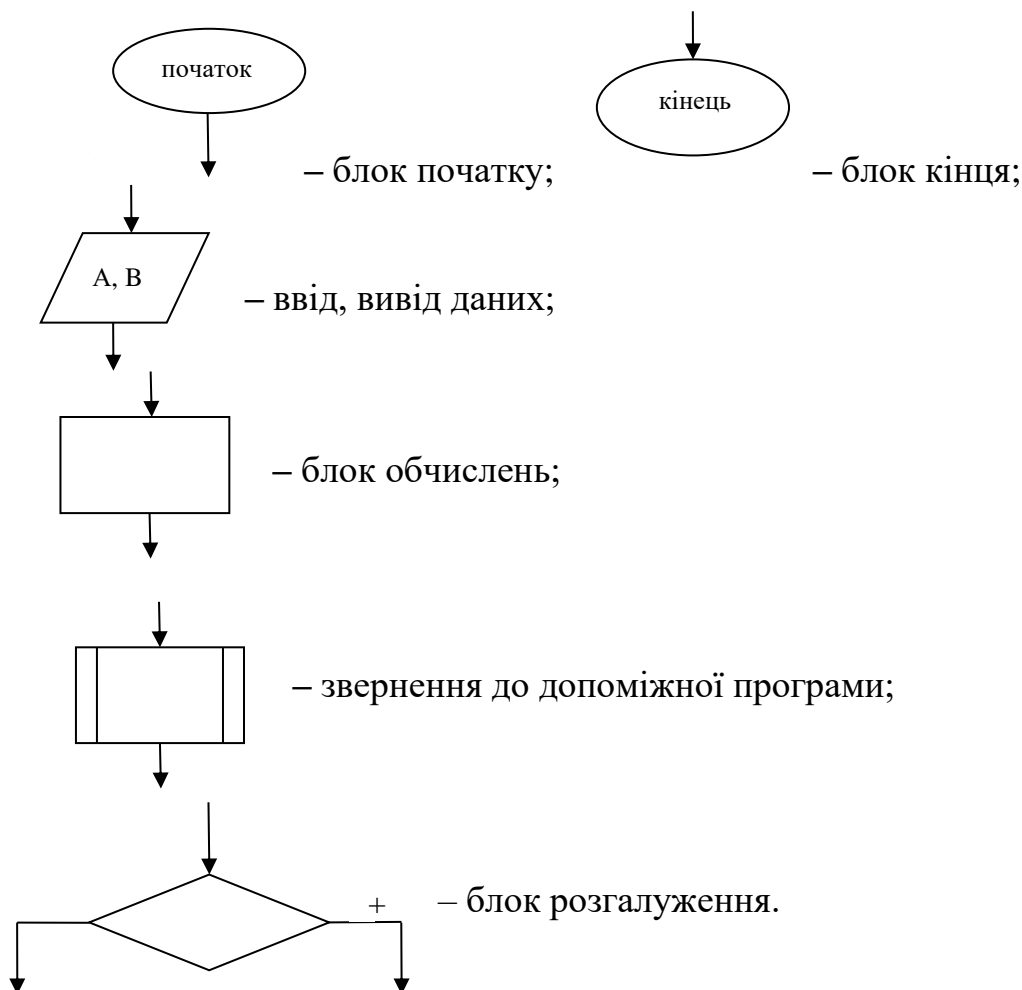 початок
кінець
– блок початку;
– блок кінця;
А, В
– ввід, вивід даних;
– блок обчислень;
– звернення до допоміжної програми;
+
– блок розгалуження.